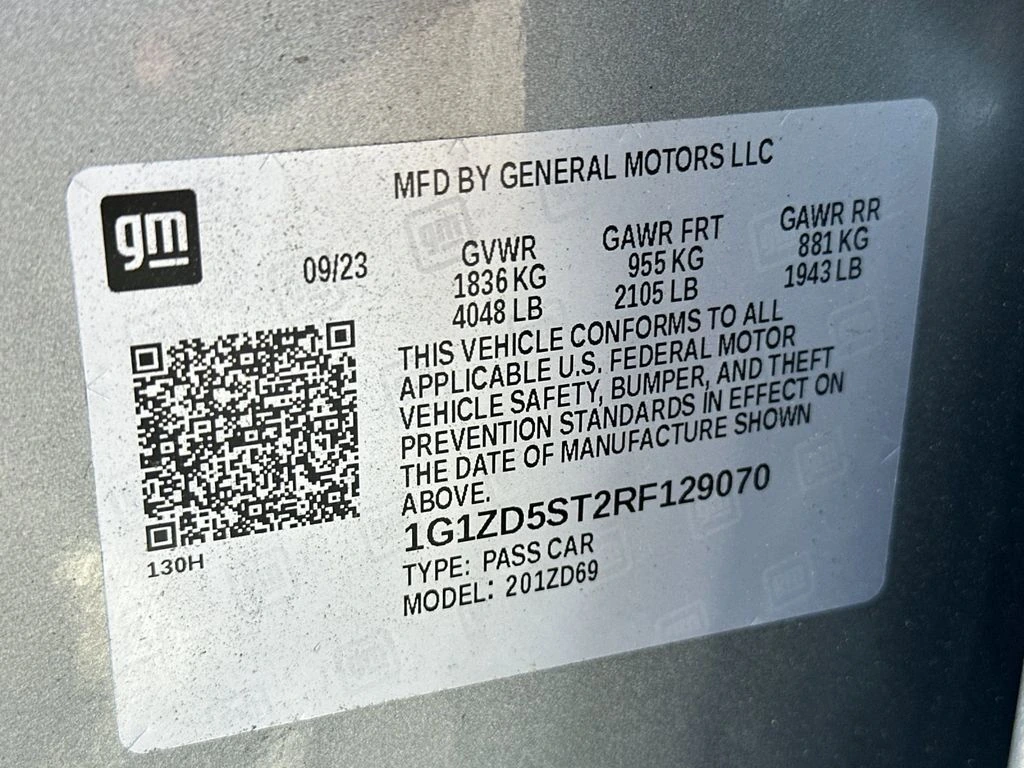 gm
MFD BY GENERAL MOTORS LLC
09/23
GVWR
1836 KG
4048 LB
GAWR FRT
955 KG
2105 LB
GAWR RR
881 KG
1943 LB
THIS VEHICLE CONFORMS TO ALL
APPLICABLE U.S. FEDERAL MOTOR
VEHICLE SAFETY, BUMPER, AND THEFT
PREVENTION STANDARDS IN EFFECT ON
THE DATE OF MANUFACTURE SHOWN
ABOVE.
1G1ZD5ST2RF129070
TYPE: PASS CAR
MODEL: 201ZD69
130H